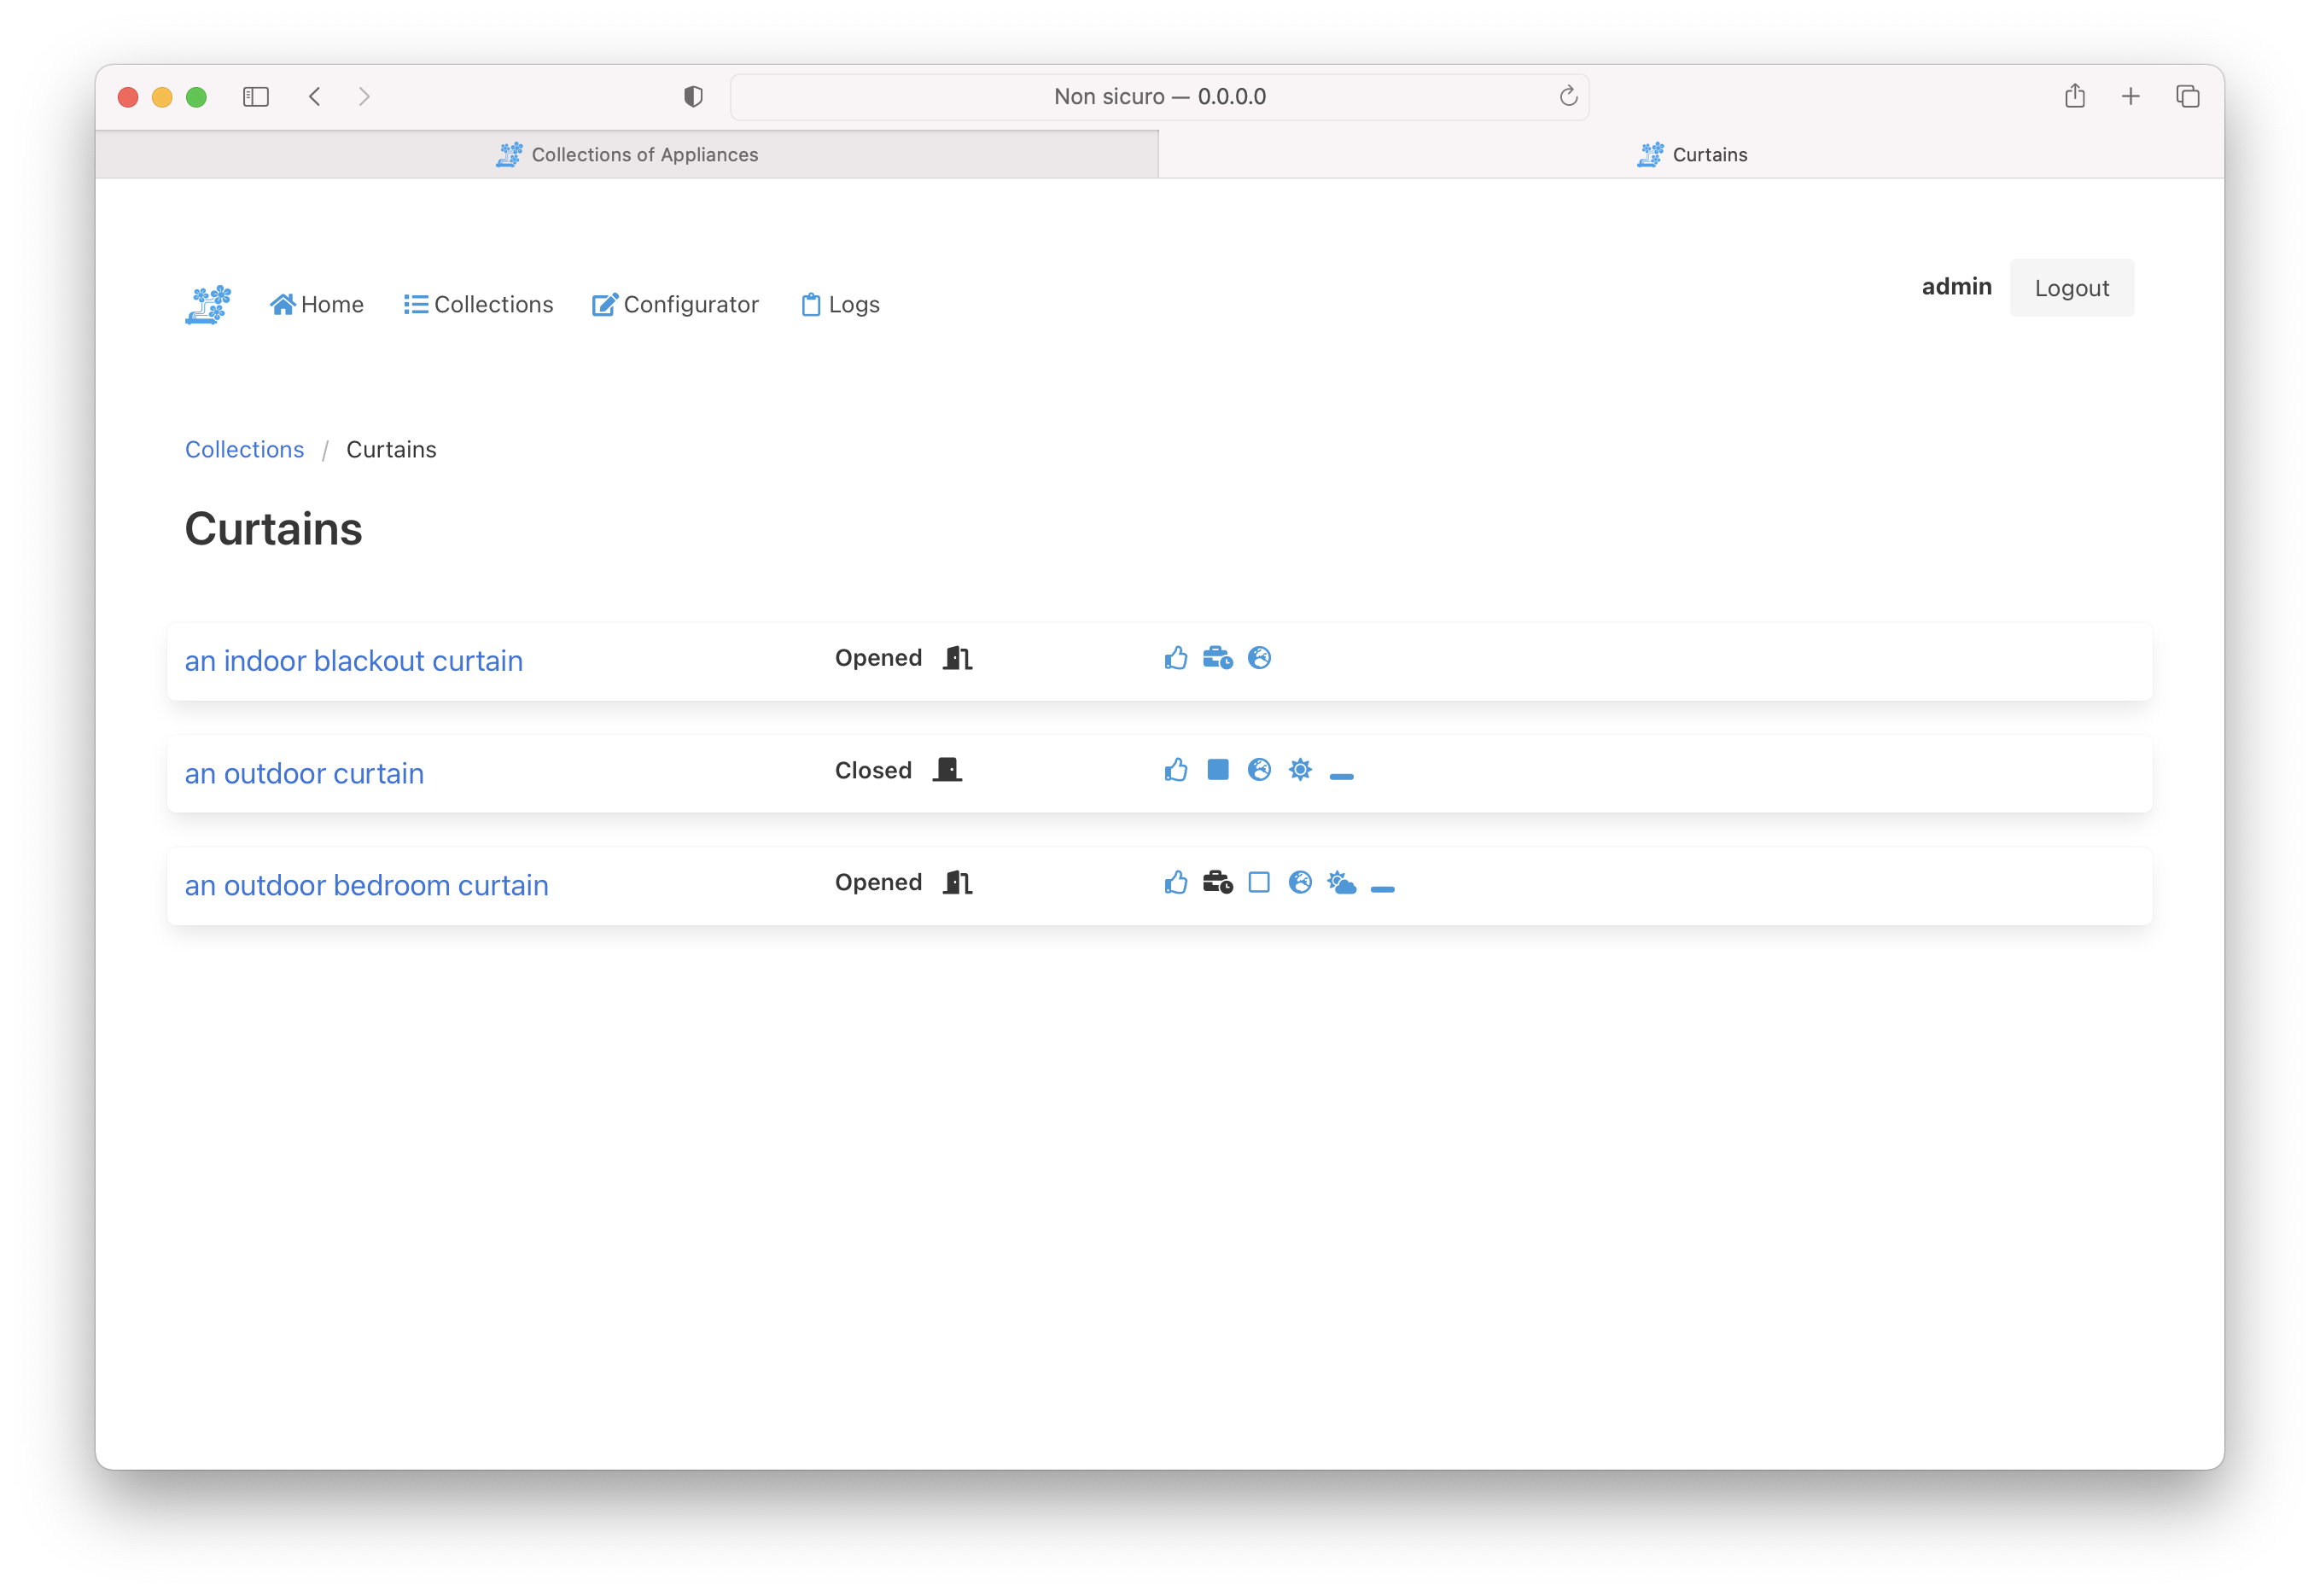 Non sicuro — 0.0.0.0
Collections of Appliances
Curtains
Home
Collections
Configurator
Logs
admin
Logout
Collections / Curtains
Curtains
an indoor blackout curtain
Opened
an outdoor curtain
Closed
an outdoor bedroom curtain
Opened